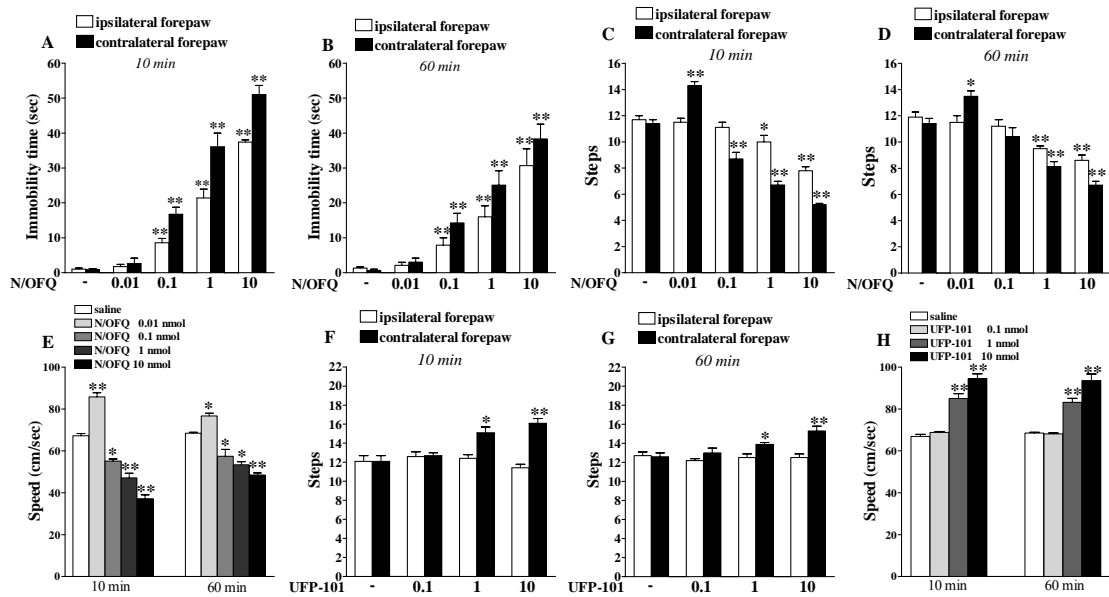 A
ipsilateral forepaw
contralateral forepaw
10 min
Immobility time (sec)
60
50
40
30
20
10
0
** ** ** ** ** **
N/OFQ - 0.01 0.1 1 10
B
ipsilateral forepaw
contralateral forepaw
60 min
Immobility time (sec)
60
50
40
30
20
10
0
** ** ** ** ** **
N/OFQ - 0.01 0.1 1 10
C
ipsilateral forepaw
contralateral forepaw
10 min
Steps
16
14
12
10
8
6
4
2
0
** ** * ** ** **
N/OFQ - 0.01 0.1 1 10
D
ipsilateral forepaw
contralateral forepaw
60 min
Steps
16
14
12
10
8
6
4
2
0
* ** ** ** **
N/OFQ - 0.01 0.1 1 10
E
saline
N/OFQ 0.01 nmol
N/OFQ 0.1 nmol
N/OFQ 1 nmol
N/OFQ 10 nmol
Speed (cm/sec)
100
80
60
40
20
0
** * ** ** * * * **
10 min 60 min
F
ipsilateral forepaw
contralateral forepaw
10 min
Steps
22
20
18
16
14
12
10
8
6
4
2
0
* **
UFP-101 - 0.1 1 10
G
ipsilateral forepaw
contralateral forepaw
60 min
Steps
22
20
18
16
14
12
10
8
6
4
2
0
* **
UFP-101 - 0.1 1 10
H
saline
UFP-101 0.1 nmol
UFP-101 1 nmol
UFP-101 10 nmol
Speed (cm/sec)
100
80
60
40
20
0
** ** ** **
10 min 60 min